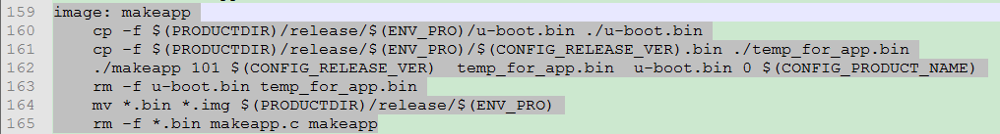 159 image: makeapp
160     cp -f $(PRODUCTDIR)/release/$(ENV_PRO)/u-boot.bin ./u-boot.bin
161     cp -f $(PRODUCTDIR)/release/$(ENV_PRO)/$(CONFIG_RELEASE_VER).bin ./temp_for_app.bin
162     ./makeapp 101 $(CONFIG_RELEASE_VER)  temp_for_app.bin  u-boot.bin 0 $(CONFIG_PRODUCT_NAME)
163     rm -f u-boot.bin temp_for_app.bin
164     mv *.bin *.img $(PRODUCTDIR)/release/$(ENV_PRO)
165     rm -f *.bin makeapp.c makeapp